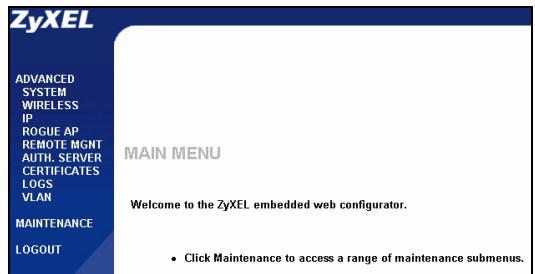 ZyXEL
ADVANCED
SYSTEM
WIRELESS
IP
ROGUE AP
REMOTE MGNT
AUTH. SERVER
CERTIFICATES
LOGS
VLAN
MAINTENANCE
LOGOUT
MAIN MENU
Welcome to the ZyXEL embedded web configurator.
• Click Maintenance to access a range of maintenance submenus.